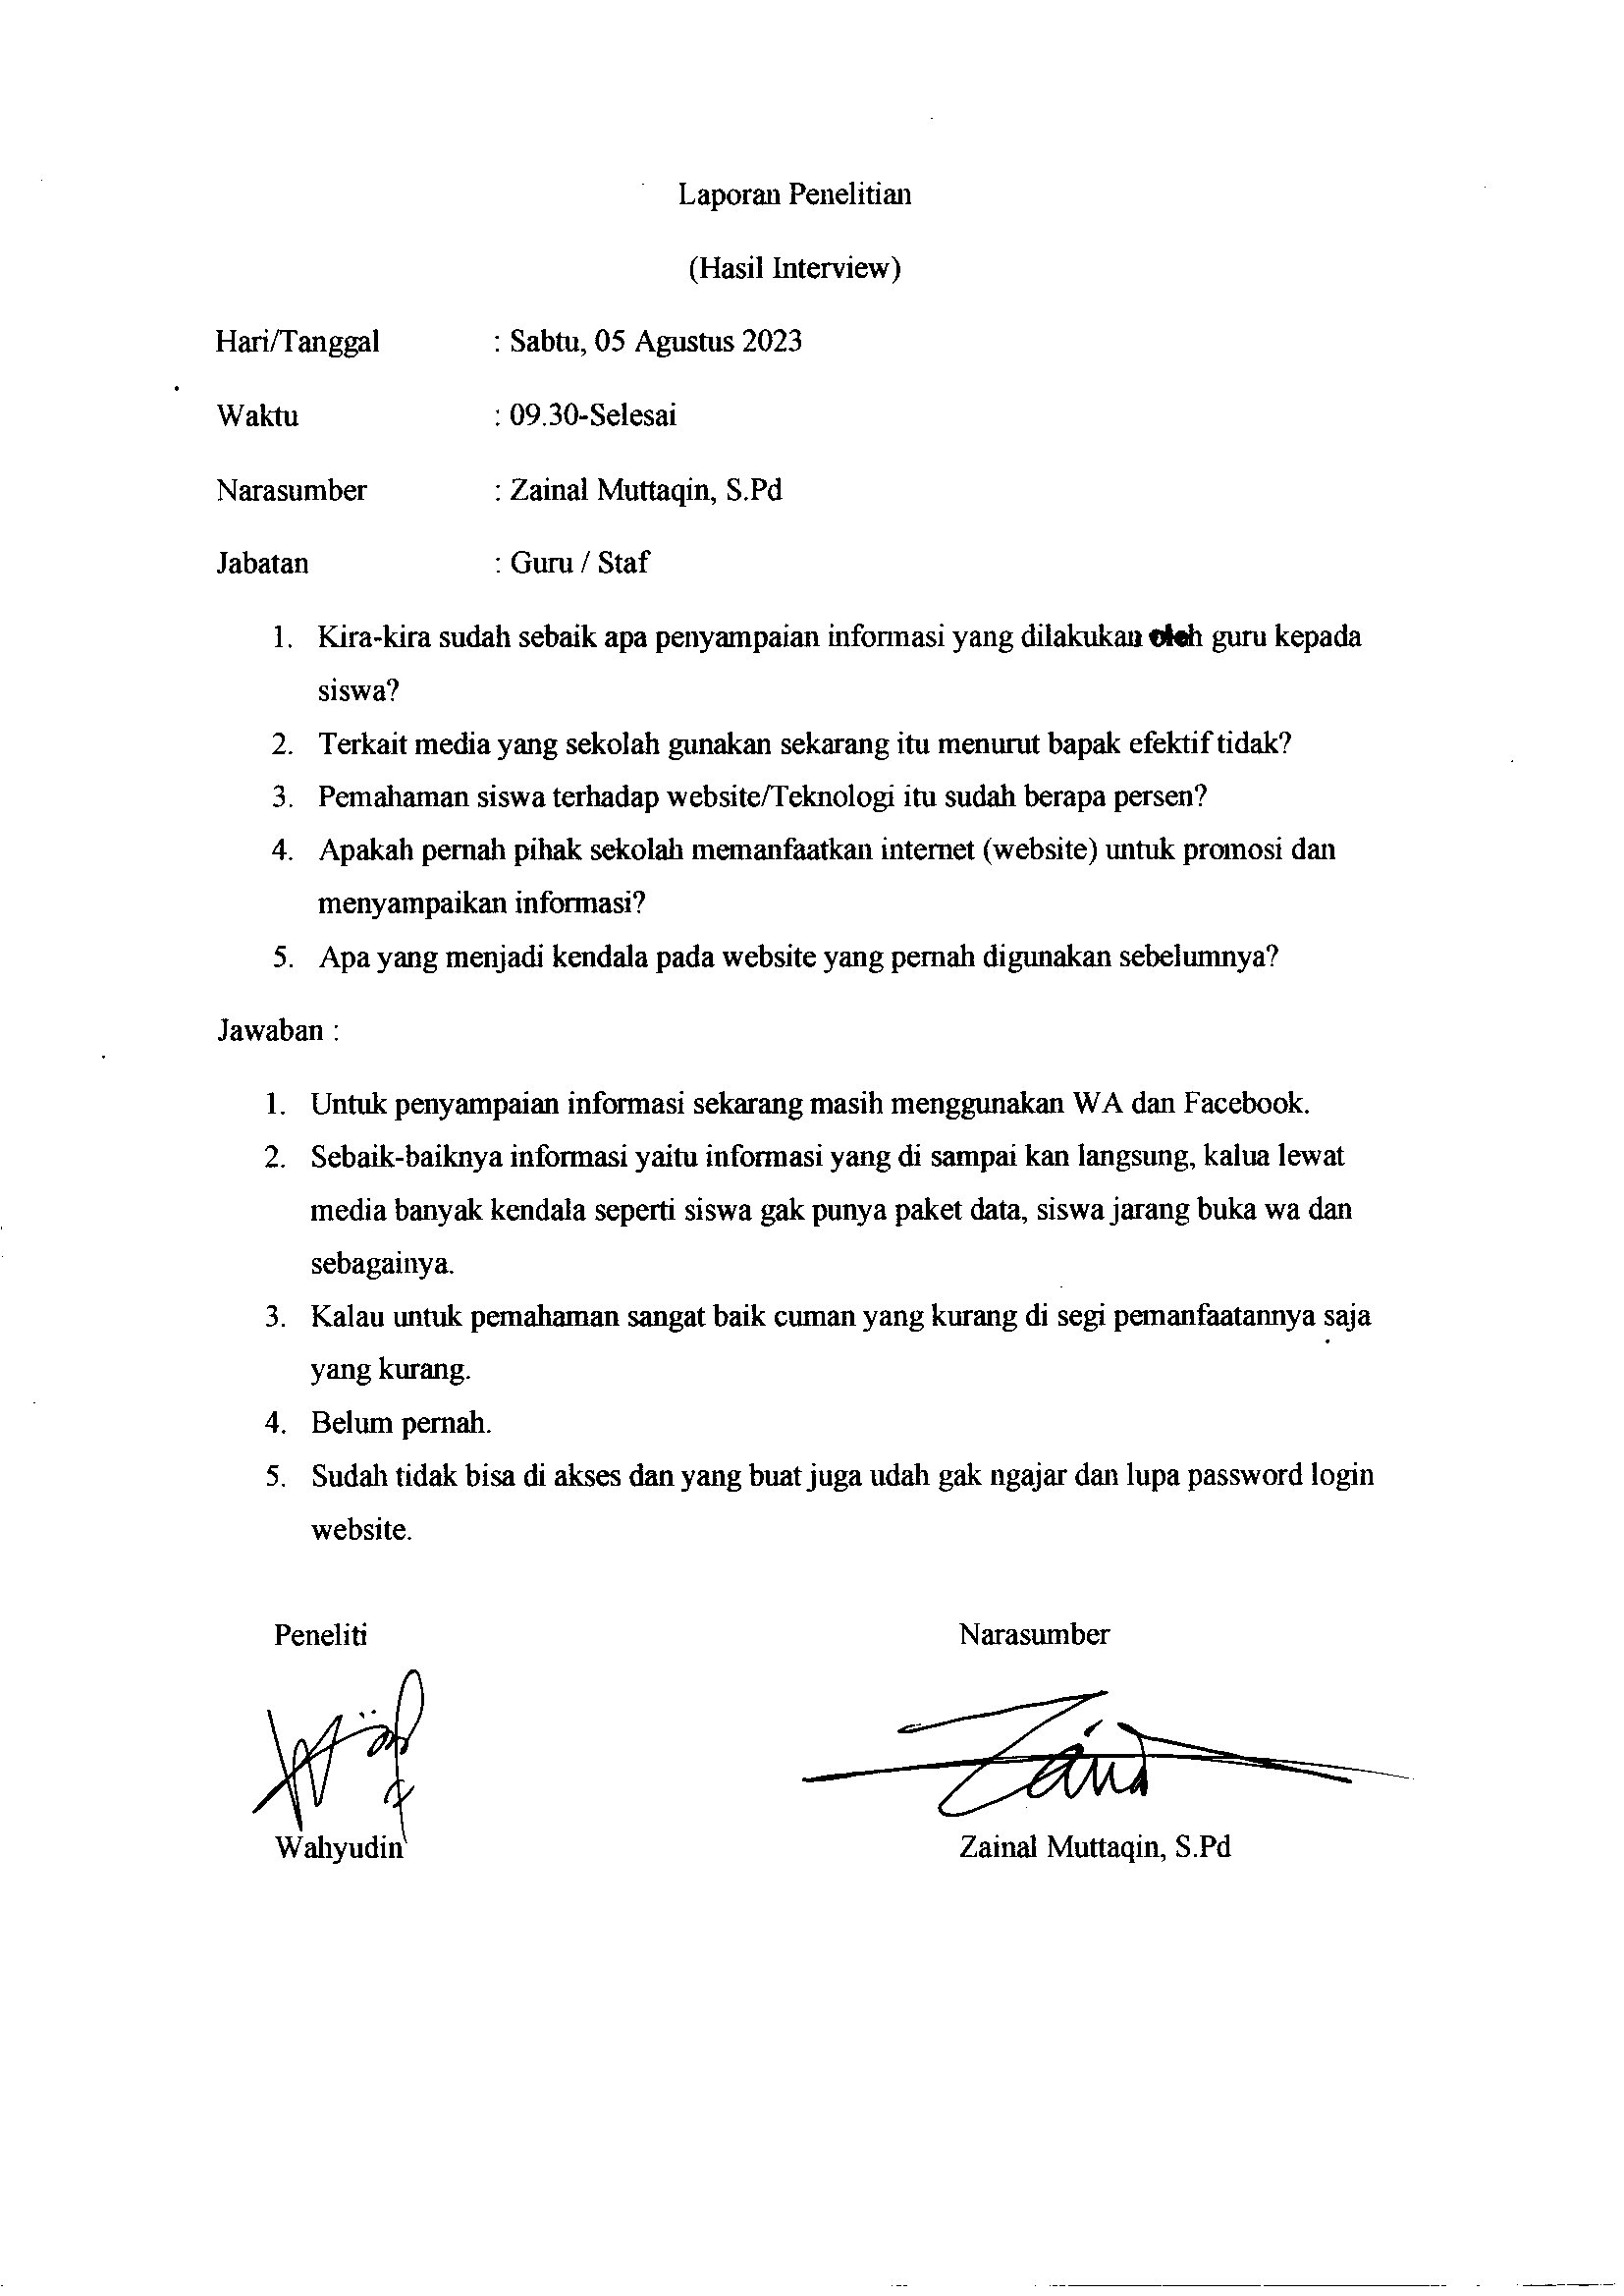 Laporan Penelitian
(Hasil Interview)
Hari/Tanggal : Sabtu, 05 Agustus 2023
Waktu : 09.30-Selesai
Narasumber : Zainal Muttaqin, S.Pd
Jabatan : Guru / Staf
1. Kira-kira sudah sebaik apa penyampaian informasi yang dilakukan oleh guru kepada
siswa?
2. Terkait media yang sekolah gunakan sekarang itu menurut bapak efektif tidak?
3. Pemahaman siswa terhadap website/Teknologi itu sudah berapa persen?
4. Apakah pernah pihak sekolah memanfaatkan internet (website) untuk promosi dan
menyampaikan informasi?
5. Apa yang menjadi kendala pada website yang pernah digunakan sebelumnya?
Jawaban :
1. Untuk penyampaian informasi sekarang masih menggunakan WA dan Facebook.
2. Sebaik-baiknya informasi yaitu informasi yang di sampai kan langsung, kalua lewat
media banyak kendala seperti siswa gak punya paket data, siswa jarang buka wa dan
sebagainya.
3. Kalau untuk pemahaman sangat baik cuman yang kurang di segi pemanfaatannya saja
yang kurang.
4. Belum pernah.
5. Sudah tidak bisa di akses dan yang buat juga udah gak ngajar dan lupa password login
website.
Peneliti Narasumber
Wahyudin Zainal Muttaqin, S.Pd